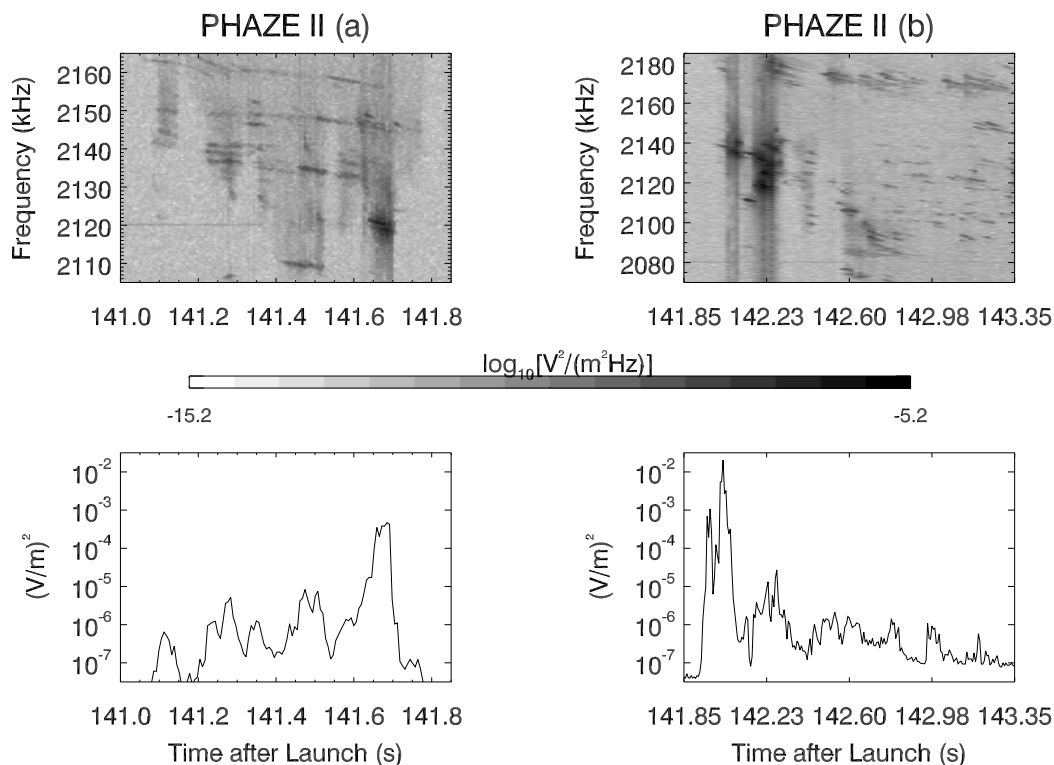 PHAZE II (a)
PHAZE II (b)
Frequency (kHz)
2160
2150
2140
2130
2120
2110
141.0 141.2 141.4 141.6 141.8
Frequency (kHz)
2180
2160
2140
2120
2100
2080
141.85 142.23 142.60 142.98 143.35
log₁₀[V²/(m²Hz)]
-15.2
-5.2
(V/m)²
10⁻²
10⁻³
10⁻⁴
10⁻⁵
10⁻⁶
10⁻⁷
141.0 141.2 141.4 141.6 141.8
Time after Launch (s)
(V/m)²
10⁻²
10⁻³
10⁻⁴
10⁻⁵
10⁻⁶
10⁻⁷
141.85 142.23 142.60 142.98 143.35
Time after Launch (s)